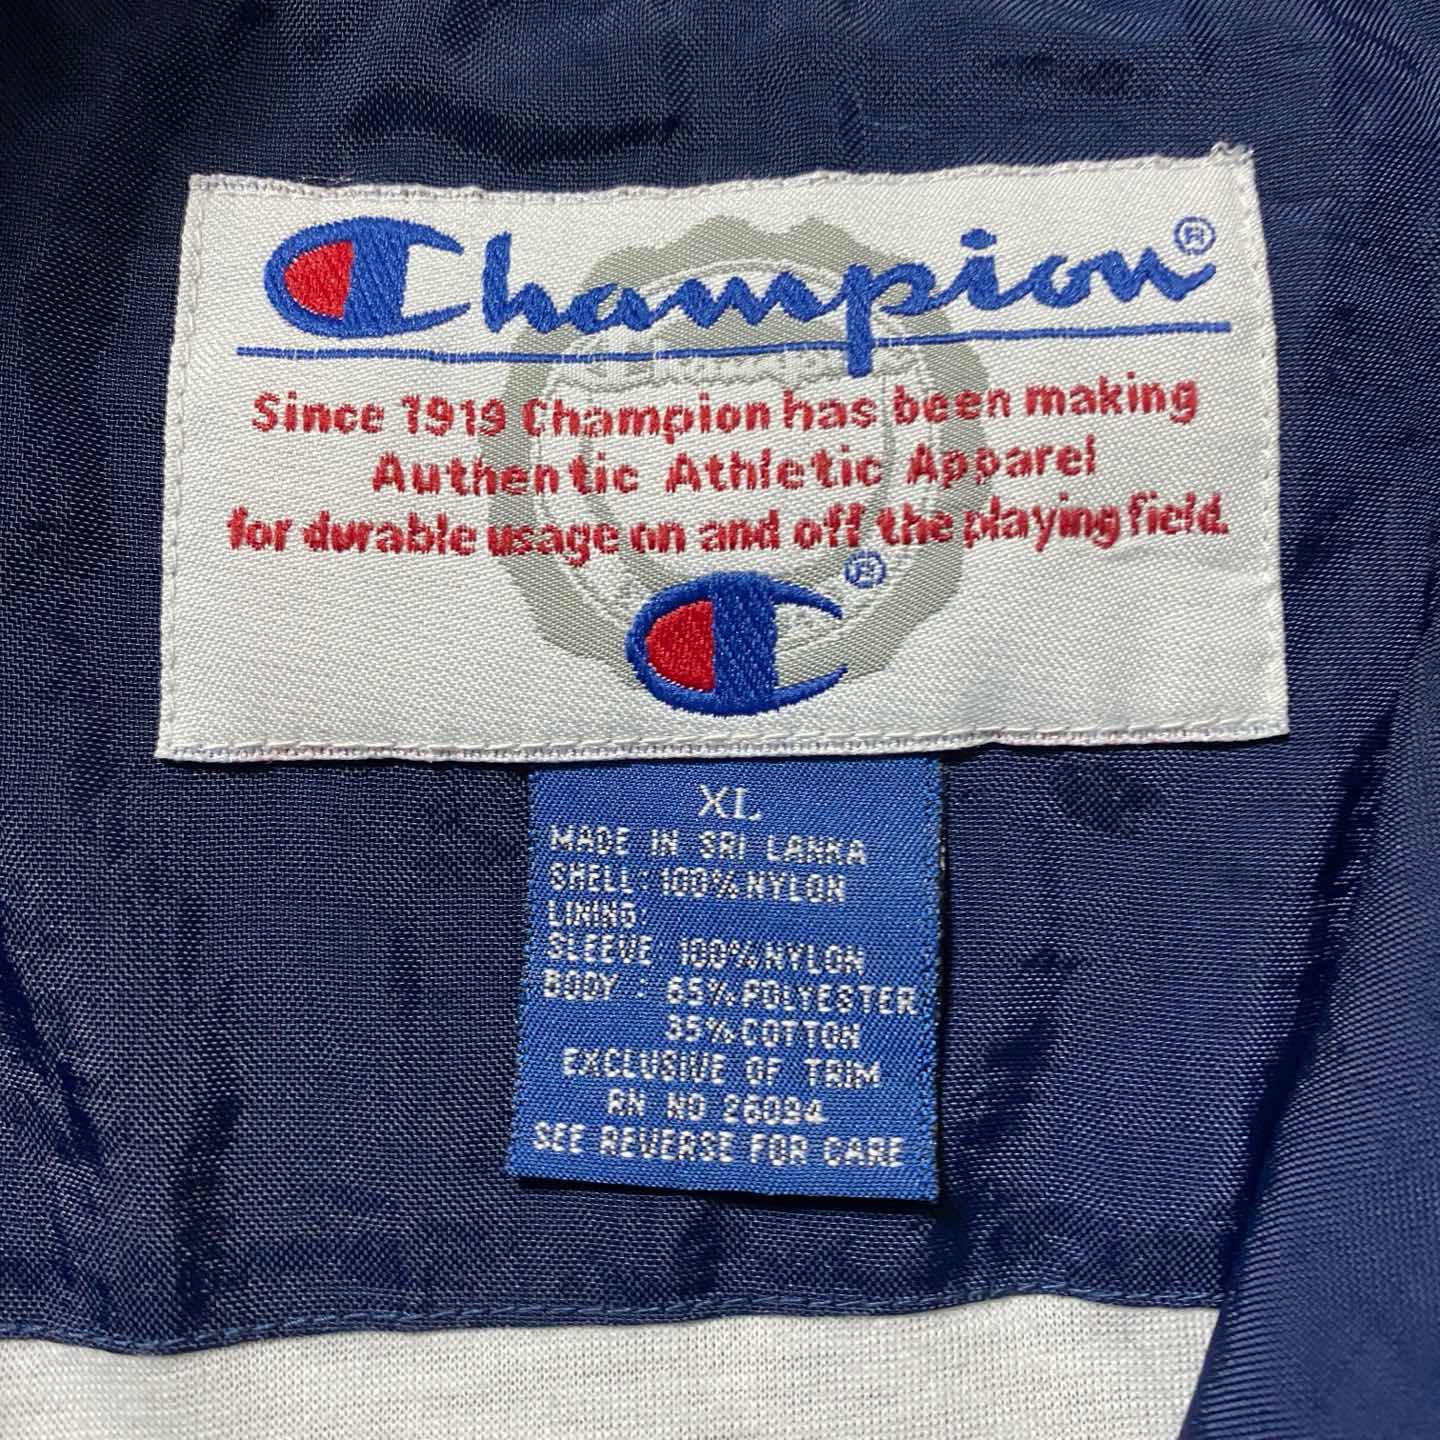 Champion®
Since 1919 Champion has been making
Authentic Athletic Apparel
for durable usage on and off the playing field.
®
XL
MADE IN SRI LANKA
SHELL: 100% NYLON
LINING:
SLEEVE 100% NYLON
BODY : 65% POLYESTER
35% COTTON
EXCLUSIVE OF TRIM
RN NO 26094
SEE REVERSE FOR CARE